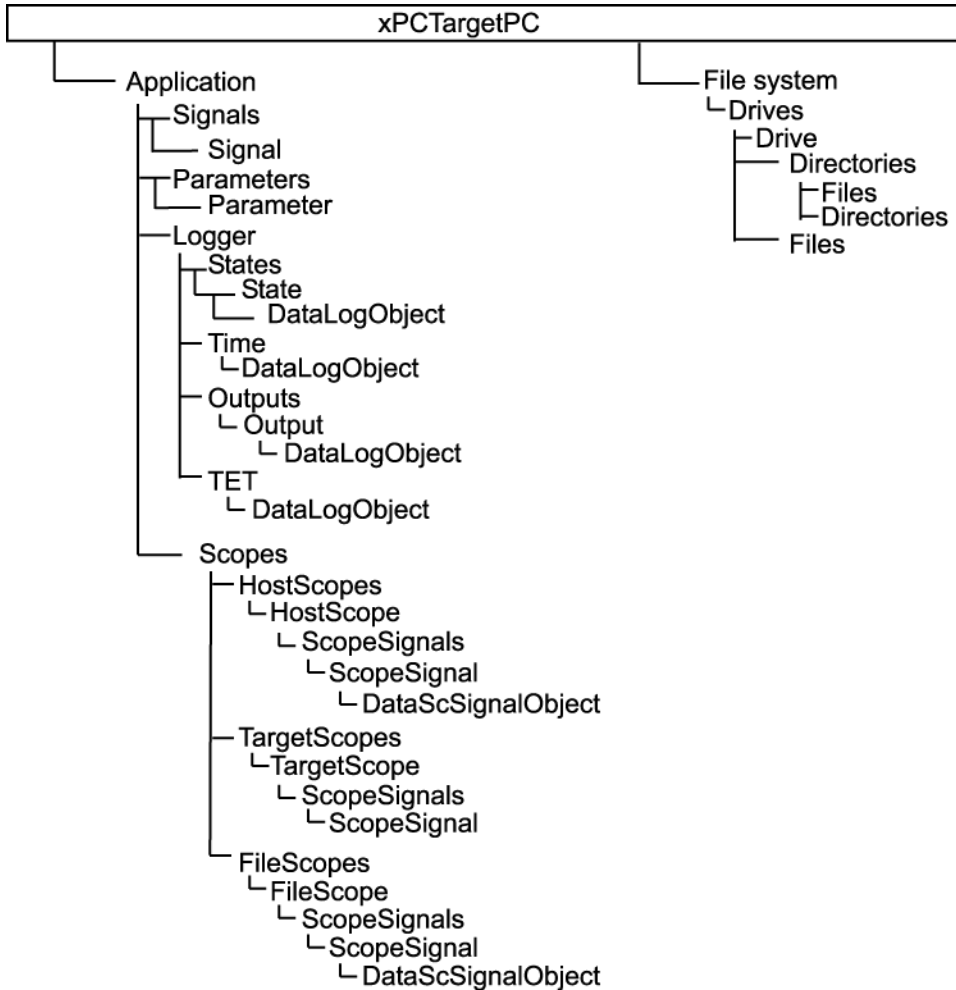 xPCTargetPC
Application
Signals
Signal
Parameters
Parameter
Logger
States
State
DataLogObject
Time
DataLogObject
Outputs
Output
DataLogObject
TET
DataLogObject
Scopes
HostScopes
HostScope
ScopeSignals
ScopeSignal
DataScSignalObject
TargetScopes
TargetScope
ScopeSignals
ScopeSignal
FileScopes
FileScope
ScopeSignals
ScopeSignal
DataScSignalObject
File system
Drives
Drive
Directories
Files
Directories
Files